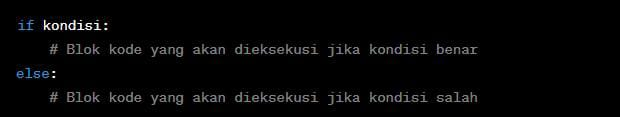 if kondisi:
    # Blok kode yang akan dieksekusi jika kondisi benar
else:
    # Blok kode yang akan dieksekusi jika kondisi salah